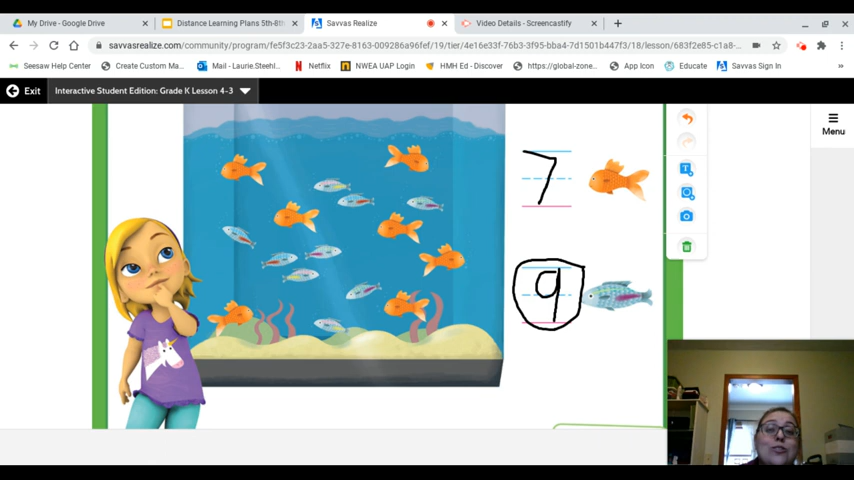 My Drive - Google Drive
Distance Learning Plans 5th-8th
Savvas Realize
Video Details - Screencastify
savvasrealize.com/community/program/fe5f3c23-2aa5-327e-8163-009286a96fef/19/tier/4e16e33f-76b3-3f95-bba4-7d1501b447f3/18/lesson/683f2e85-c1a8-...
Seesaw Help Center
Create Custom Ma...
Mail - Laurie.Steehl...
Netflix
NWEA UAP Login
HMH Ed - Discover
https://global-zone...
App Icon
Educate
Savvas Sign In
Exit
Interactive Student Edition: Grade K Lesson 4-3
Menu
7
9